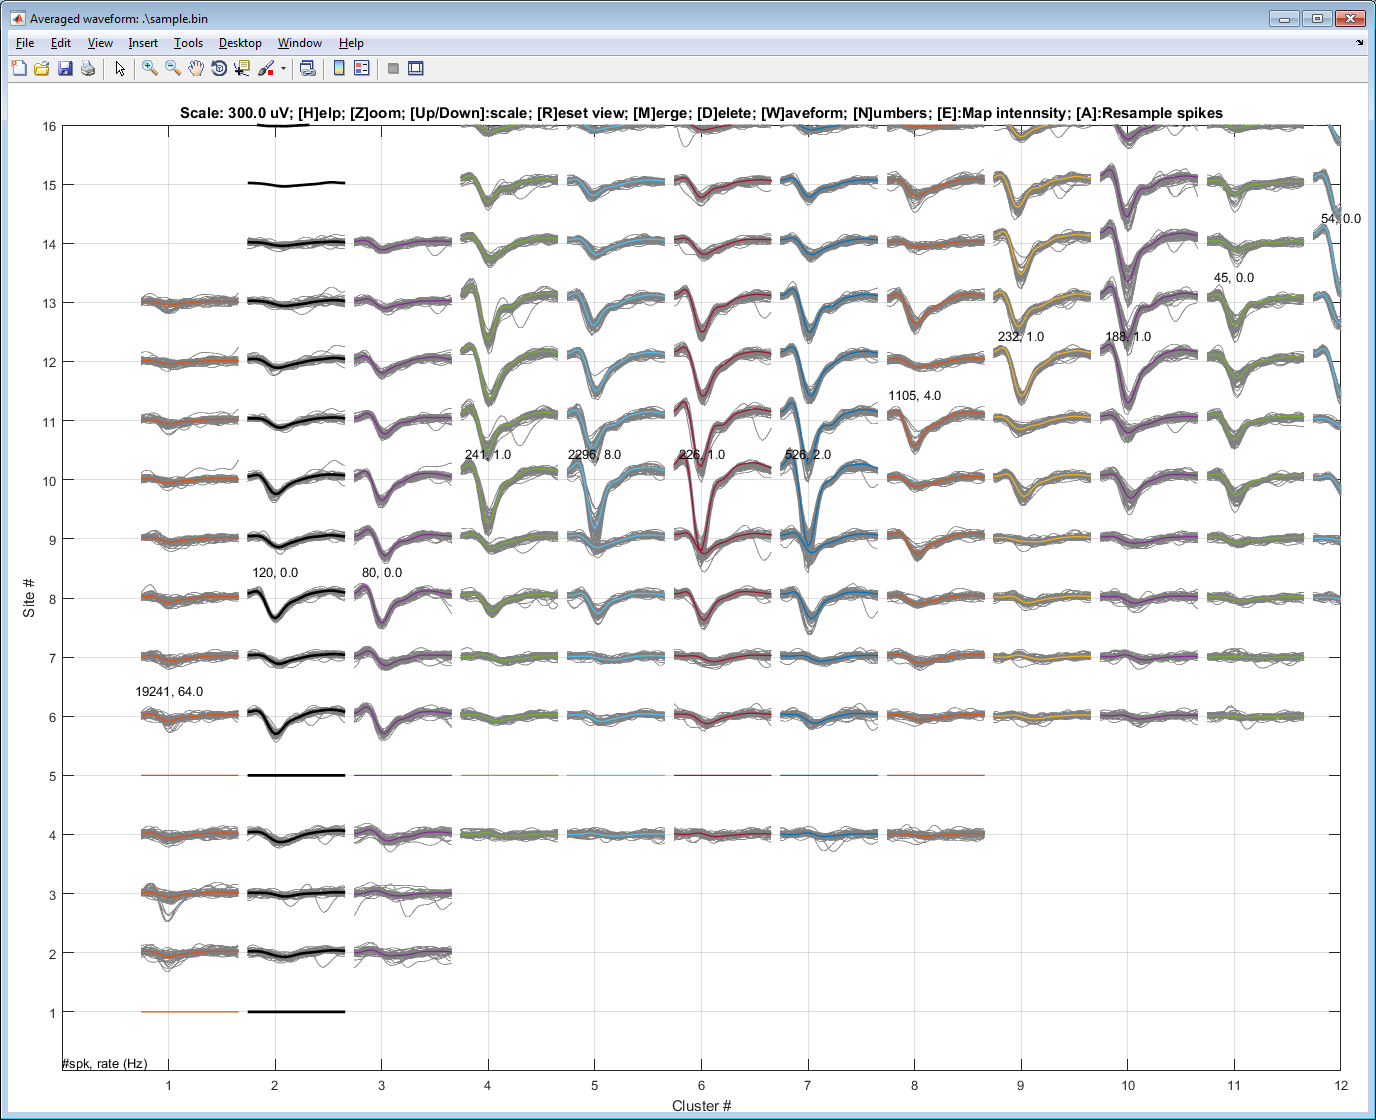 Averaged waveform: .\sample.bin
File Edit View Insert Tools Desktop Window Help
Scale: 300.0 uV; [H]elp; [Z]oom; [Up/Down]:scale; [R]eset view; [M]erge; [D]elete; [W]aveform; [N]umbers; [E]:Map intennsity; [A]:Resample spikes
16
15
54, 0.0
14
45, 0.0
13
232, 1.0 188, 1.0
12
1105, 4.0
11
241, 1.0 2296, 8.0 226, 1.0 526, 2.0
10
9
120, 0.0 80, 0.0
8
Site #
7
19241, 64.0
6
5
4
3
2
1
#spk, rate (Hz)
1 2 3 4 5 6 7 8 9 10 11 12
Cluster #